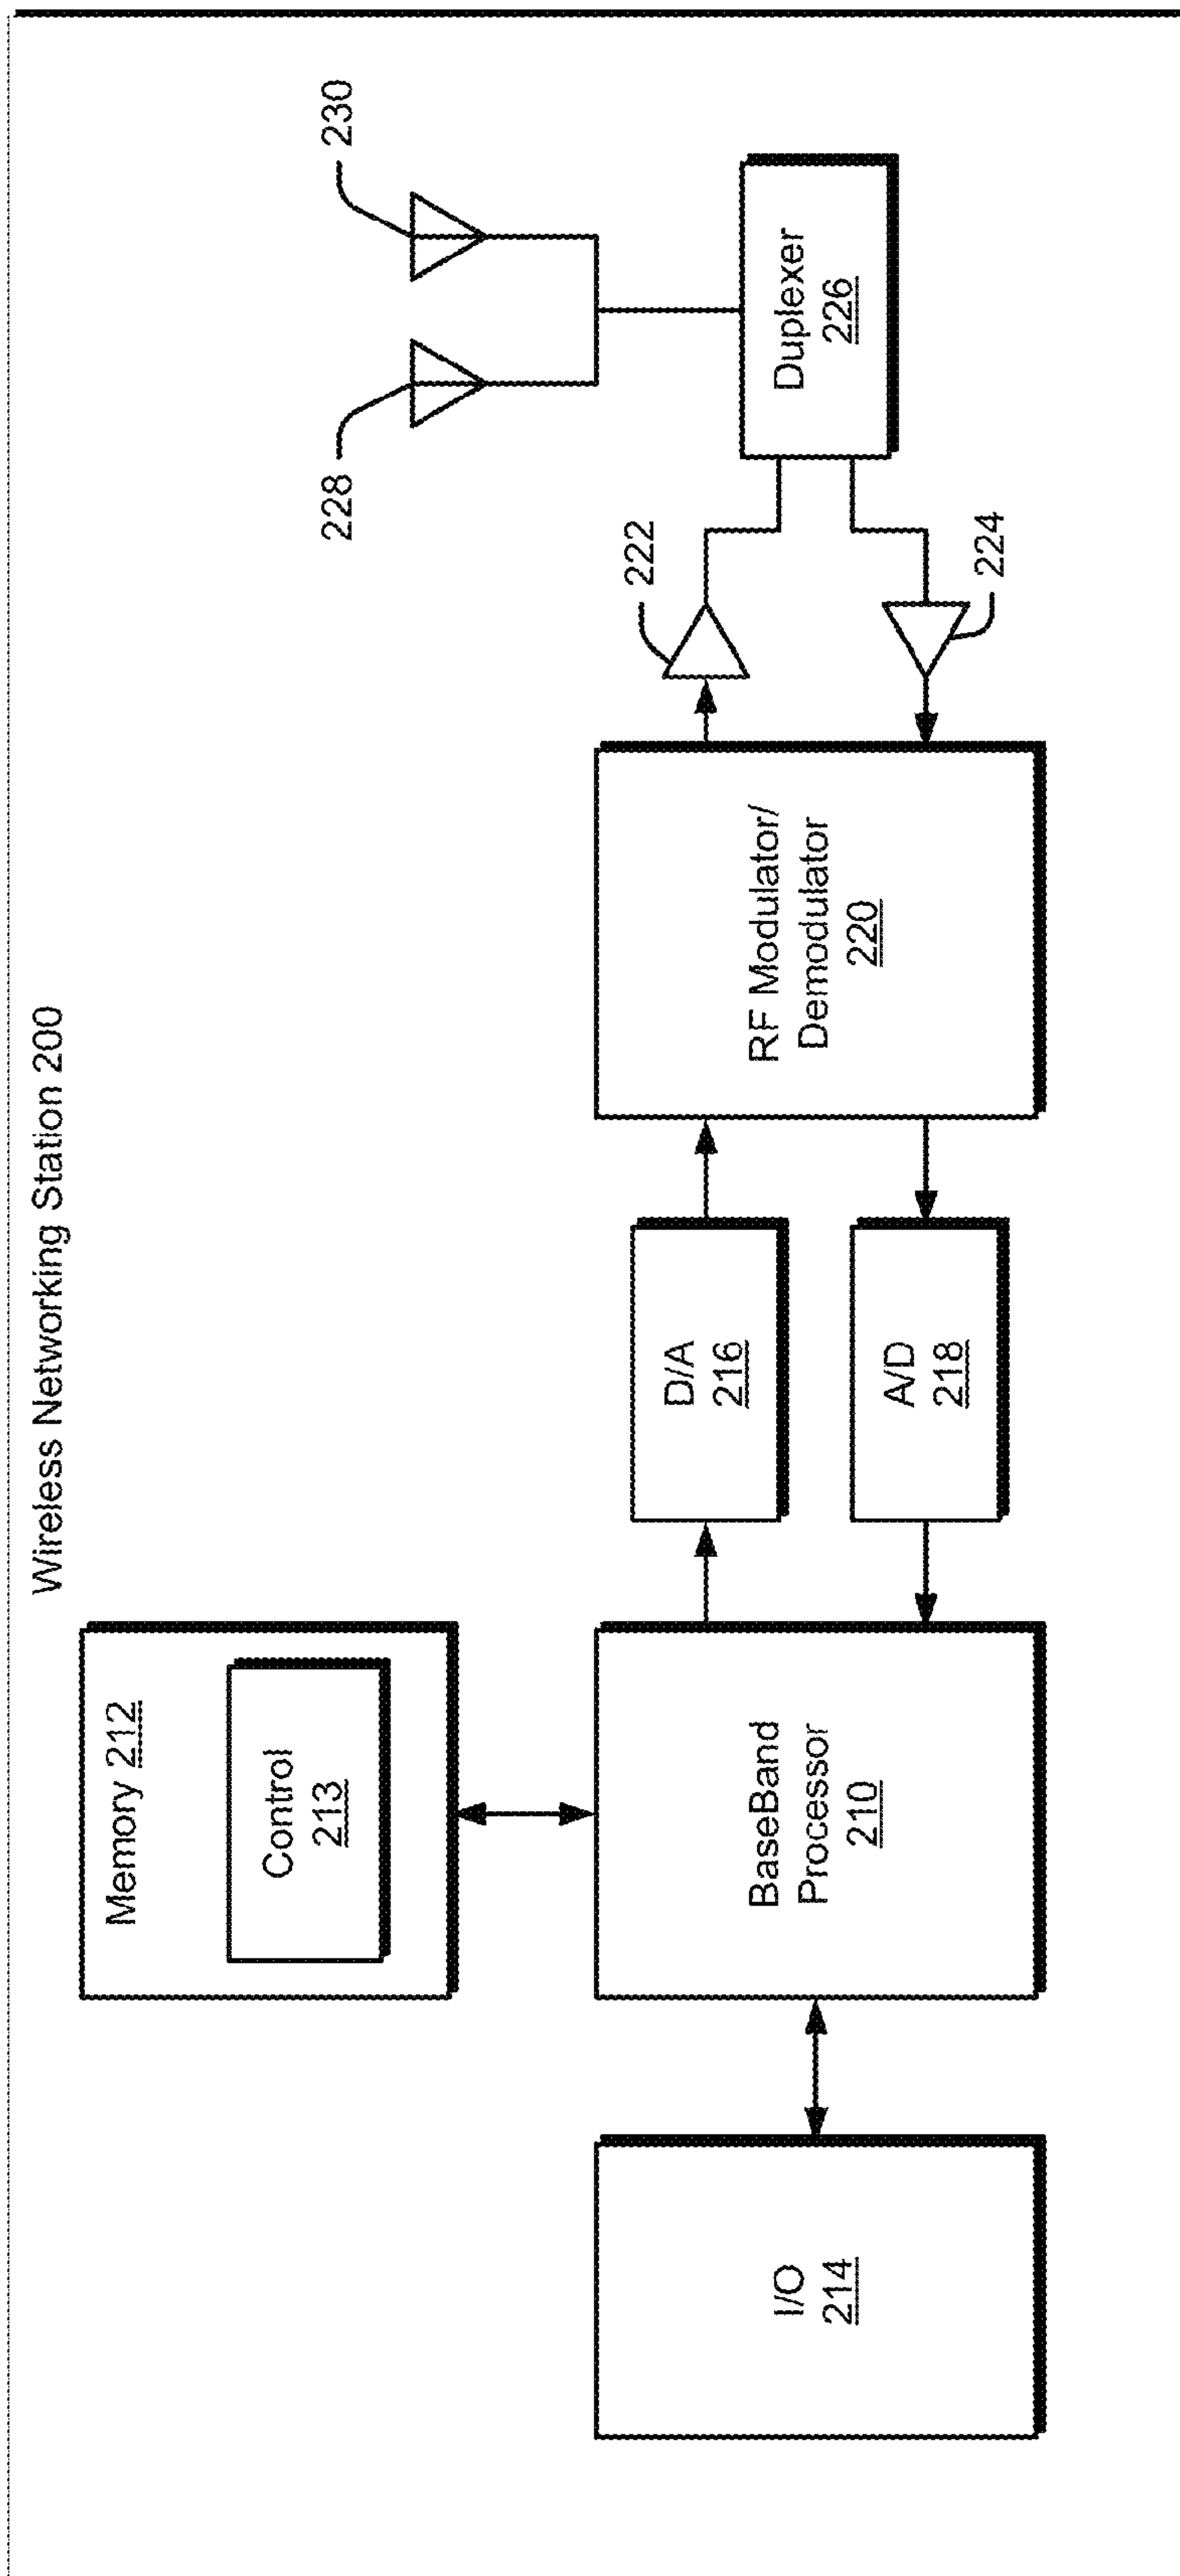 Wireless Networking Station 200
Memory 212
Control
213
230
228
222
224
I/O
214
BaseBand
Processor
210
D/A
216
A/D
218
RF Modulator/
Demodulator
220
Duplexer
226